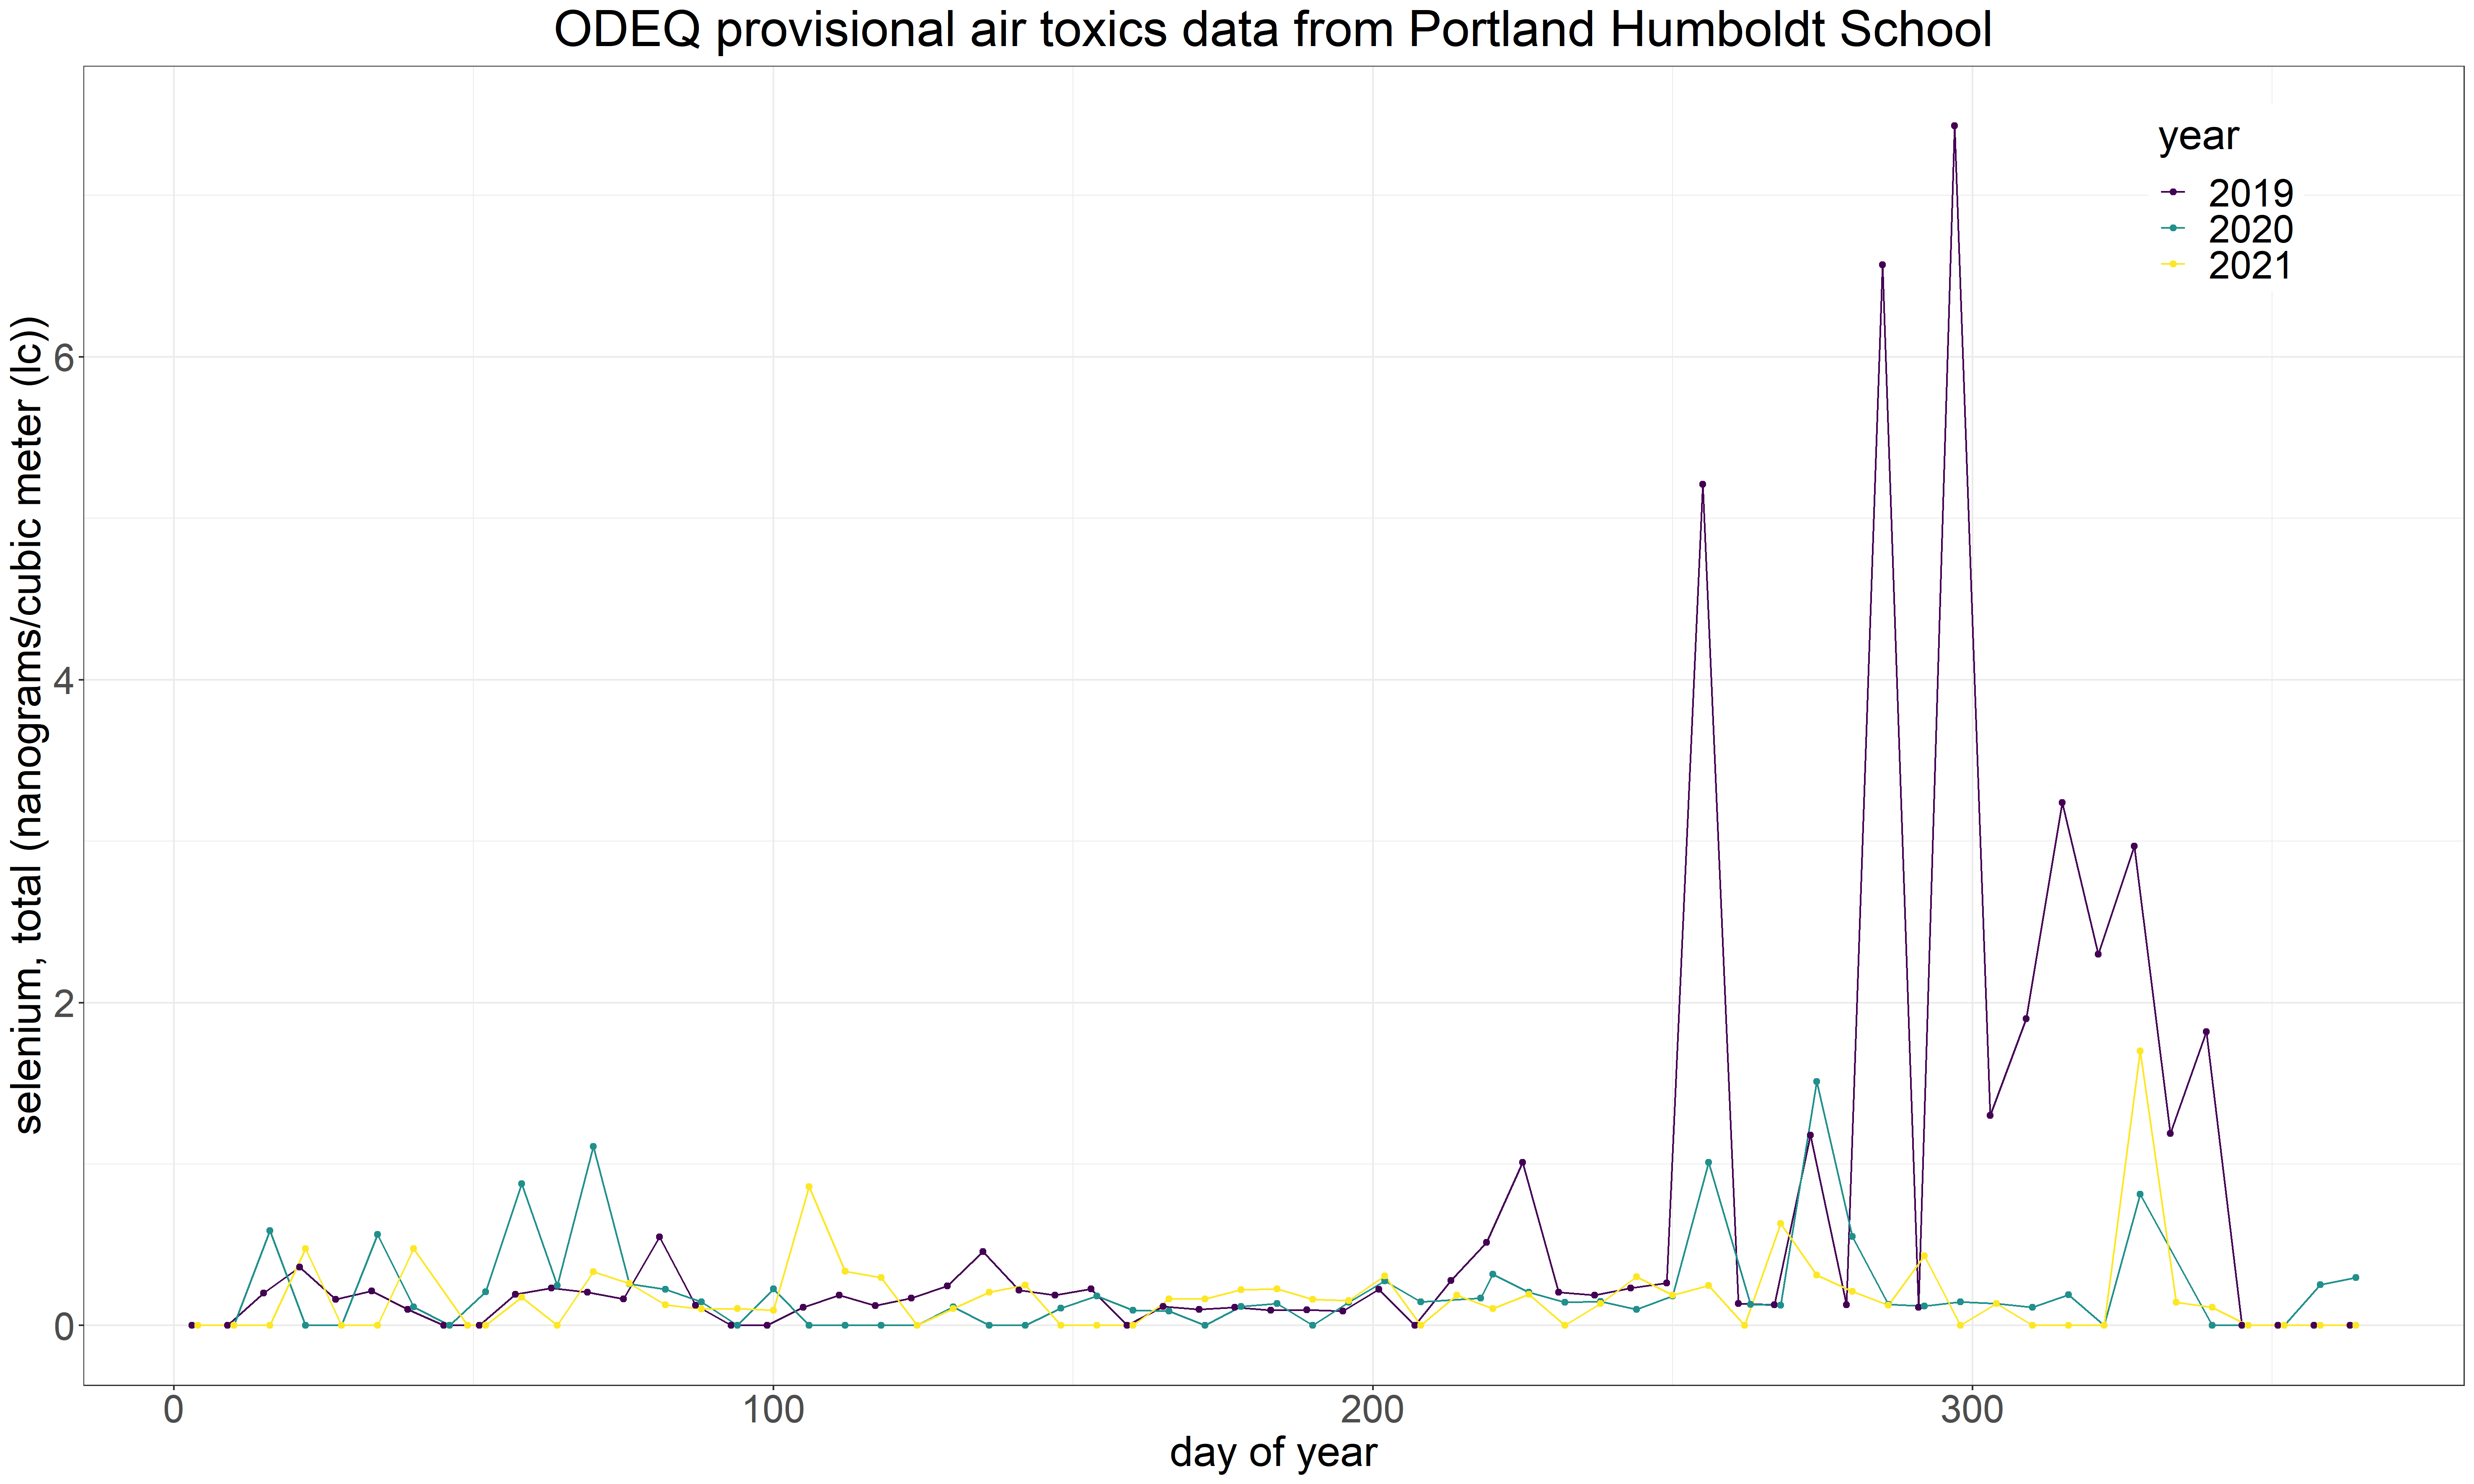 ODEQ provisional air toxics data from Portland Humboldt School
selenium, total (nanograms/cubic meter (lc))
6
4
2
0
year
2019
2020
2021
0 100 200 300
day of year